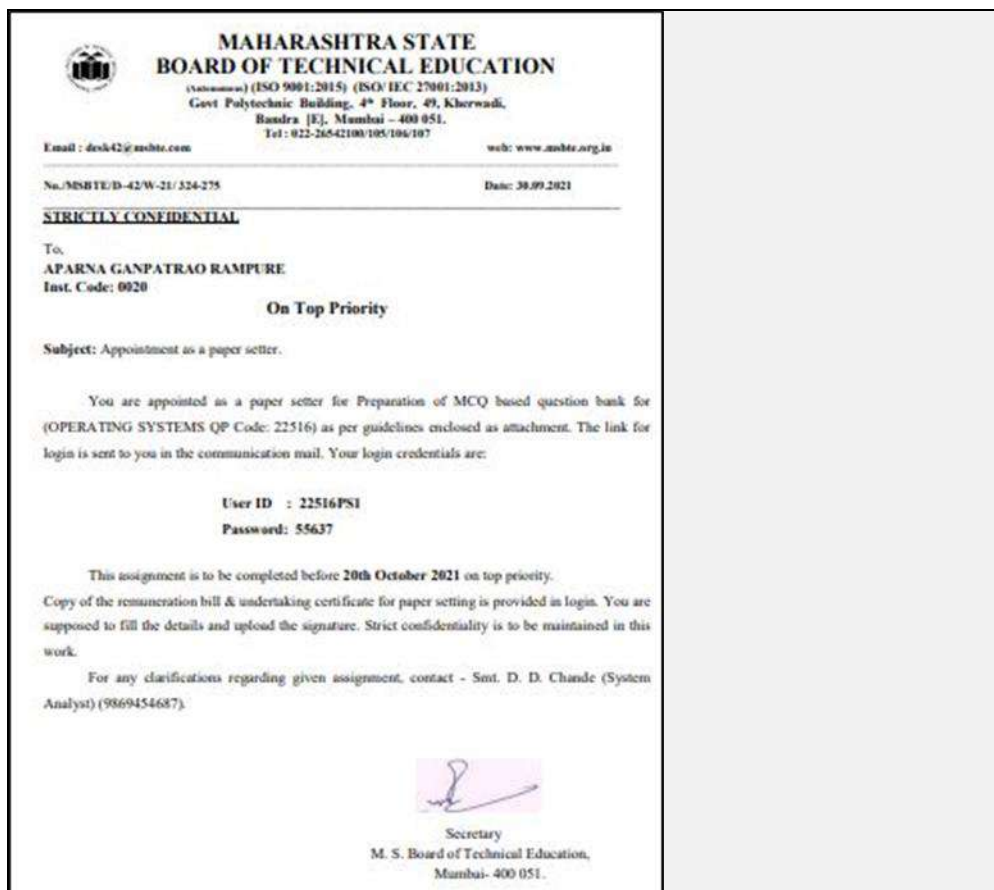 MAHARASHTRA STATE
BOARD OF TECHNICAL EDUCATION
(Autonomous) (ISO 9001:2015) (ISO/ IEC 27001:2013)
Govt Polytechnic Building, 4th Floor, 49, Kherwadi,
Bandra [E], Mumbai – 400 051.
Tel : 022-26542100/105/106/107
Email : desk42@msbte.com web: www.msbte.org.in
No./MSBTE/D-42/W-21/ 324-275 Date: 30.09.2021
STRICTLY CONFIDENTIAL
To,
APARNA GANPATRAO RAMPURE
Inst. Code: 0020
On Top Priority
Subject: Appointment as a paper setter.
You are appointed as a paper setter for Preparation of MCQ based question bank for
(OPERATING SYSTEMS QP Code: 22516) as per guidelines enclosed as attachment. The link for
login is sent to you in the communication mail. Your login credentials are:
User ID : 22516PS1
Password: 55637
This assignment is to be completed before 20th October 2021 on top priority.
Copy of the remuneration bill & undertaking certificate for paper setting is provided in login. You are
supposed to fill the details and upload the signature. Strict confidentiality is to be maintained in this
work.
For any clarifications regarding given assignment, contact - Smt. D. D. Chande (System
Analyst) (9869454687).
Secretary
M. S. Board of Technical Education,
Mumbai- 400 051.